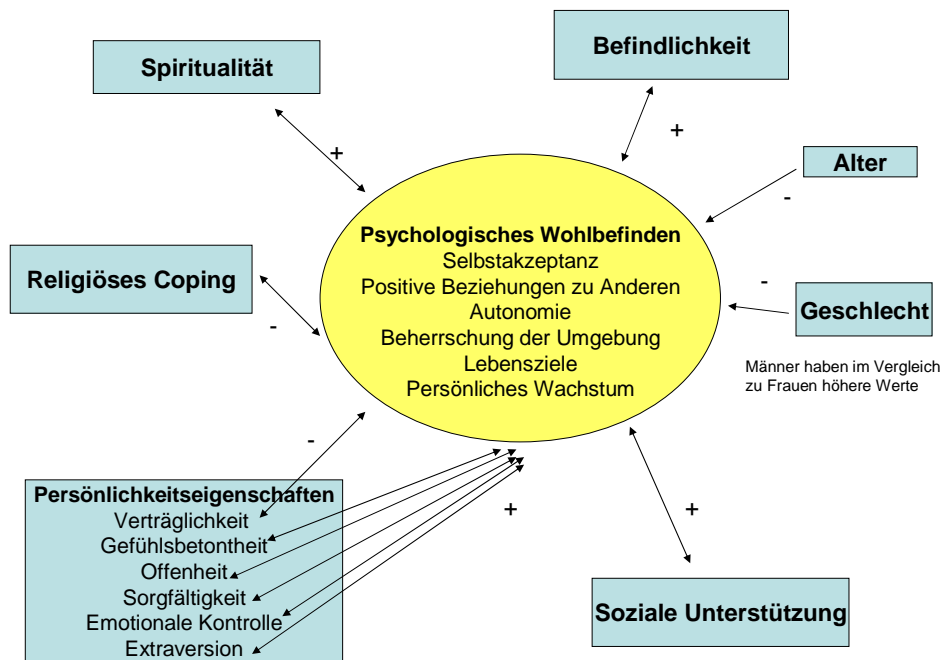 Befindlichkeit
Spiritualität
+
+
Alter
-
Psychologisches Wohlbefinden
Selbstakzeptanz
Positive Beziehungen zu Anderen
Autonomie
Beherrschung der Umgebung
Lebensziele
Persönliches Wachstum
Religiöses Coping
-
-
Geschlecht
Männer haben im Vergleich
zu Frauen höhere Werte
-
Persönlichkeitseigenschaften
Verträglichkeit
Gefühlsbetontheit
Offenheit
Sorgfältigkeit
Emotionale Kontrolle
Extraversion
+
+
Soziale Unterstützung